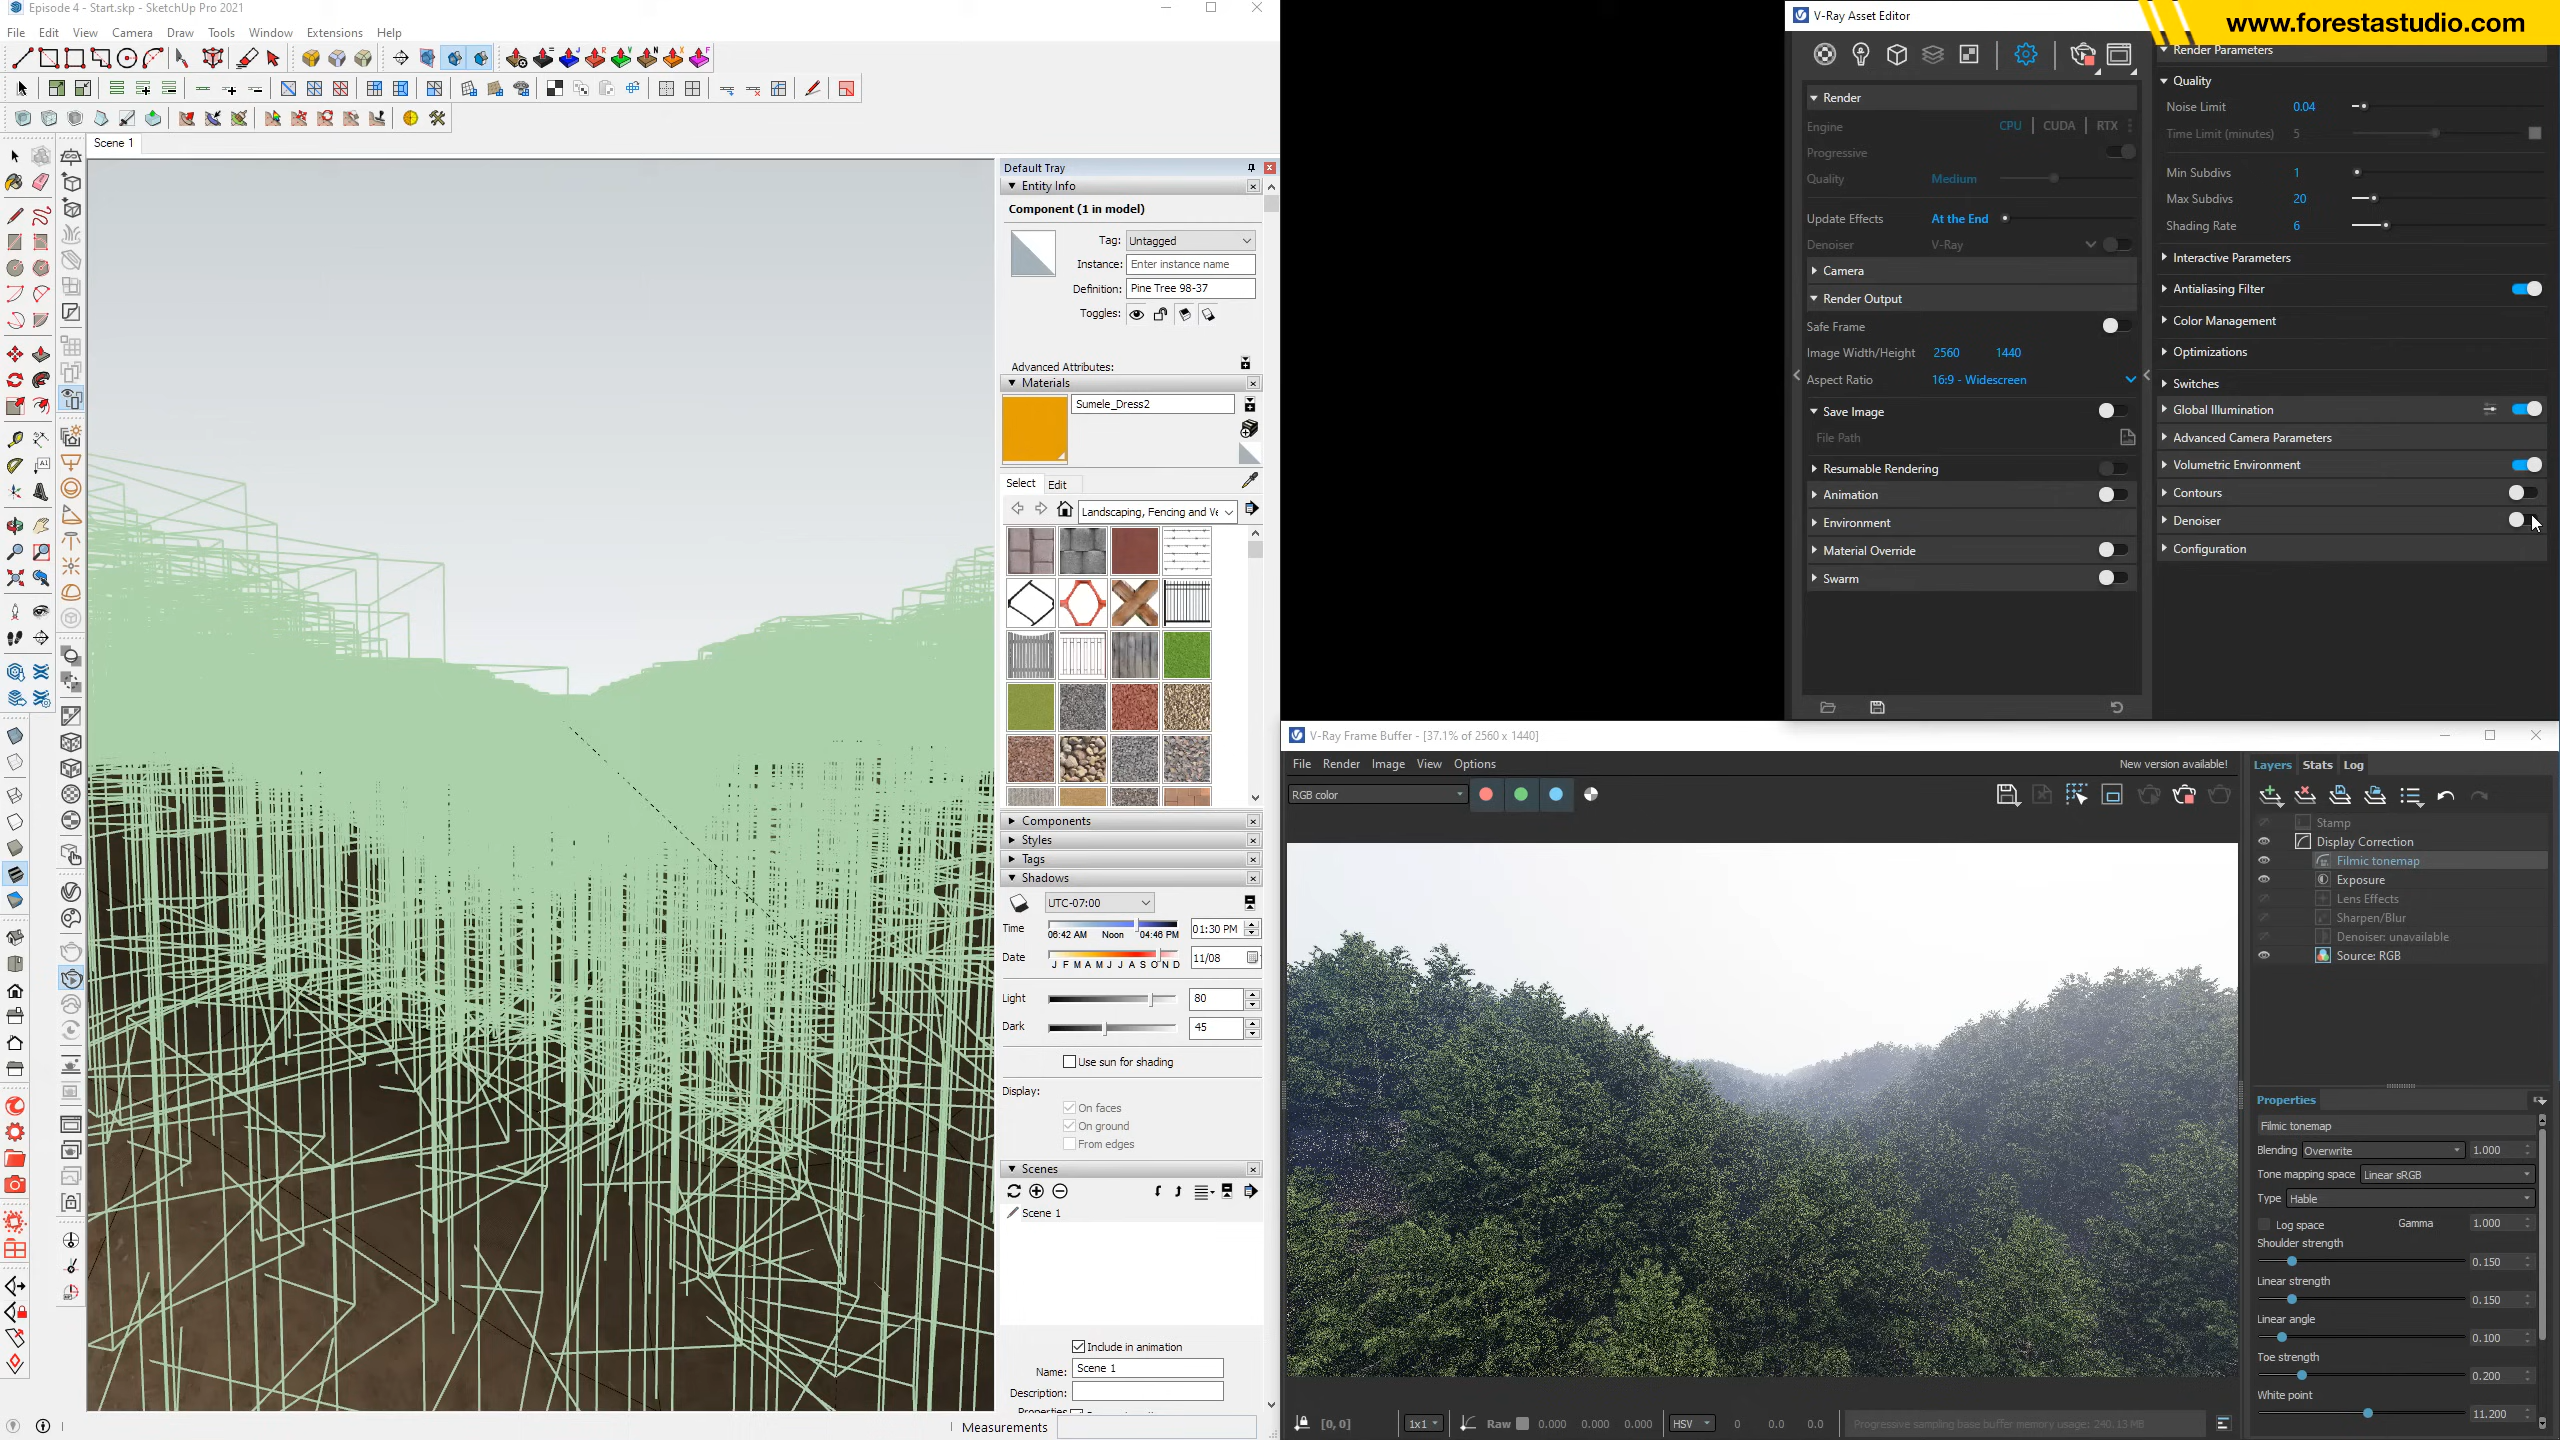 Episode 4 - Start.skp - SketchUp Pro 2021
File Edit View Camera Draw Tools Window Extensions Help
Scene 1
Default Tray
Entity Info
Component (1 in model)
Tag: Untagged
Instance: Enter instance name
Definition: Pine Tree 98-37
Toggles:
Advanced Attributes:
Materials
Sumele_Dress2
Select Edit
Landscaping, Fencing and Ve
Components
Styles
Tags
Shadows
UTC-07:00
Time 06:42 AM Noon 04:46 PM 01:30 PM
Date J F M A M J J A S O N D 11/08
Light 80
Dark 45
Use sun for shading
Display:
On faces
On ground
From edges
Scenes
Scene 1
Include in animation
Name: Scene 1
Description:
Measurements
V-Ray Asset Editor
www.forestastudio.com
Render
Engine CPU CUDA RTX
Progressive
Quality Medium
Update Effects At the End
Denoiser V-Ray
Camera
Render Output
Safe Frame
Image Width/Height 2560 1440
Aspect Ratio 16:9 - Widescreen
Save Image
File Path
Resumable Rendering
Animation
Environment
Material Override
Swarm
Render Parameters
Quality
Noise Limit 0.04
Time Limit (minutes) 5
Min Subdivs 1
Max Subdivs 20
Shading Rate 6
Interactive Parameters
Antialiasing Filter
Color Management
Optimizations
Switches
Global Illumination
Advanced Camera Parameters
Volumetric Environment
Contours
Denoiser
Configuration
V-Ray Frame Buffer - [37.1% of 2560 x 1440]
File Render Image View Options
New version available!
RGB color
[0, 0] 1x1 Raw 0.000 0.000 0.000 HSV 0 0.0 0.0 Progressive sampling base buffer memory usage: 240.13 MB
Layers Stats Log
Stamp
Display Correction
Filmic tonemap
Exposure
Lens Effects
Sharpen/Blur
Denoiser: unavailable
Source: RGB
Properties
Filmic tonemap
Blending Overwrite 1.000
Tone mapping space Linear sRGB
Type Hable
Log space Gamma 1.000
Shoulder strength
0.150
Linear strength
0.150
Linear angle
0.100
Toe strength
0.200
White point
11.200